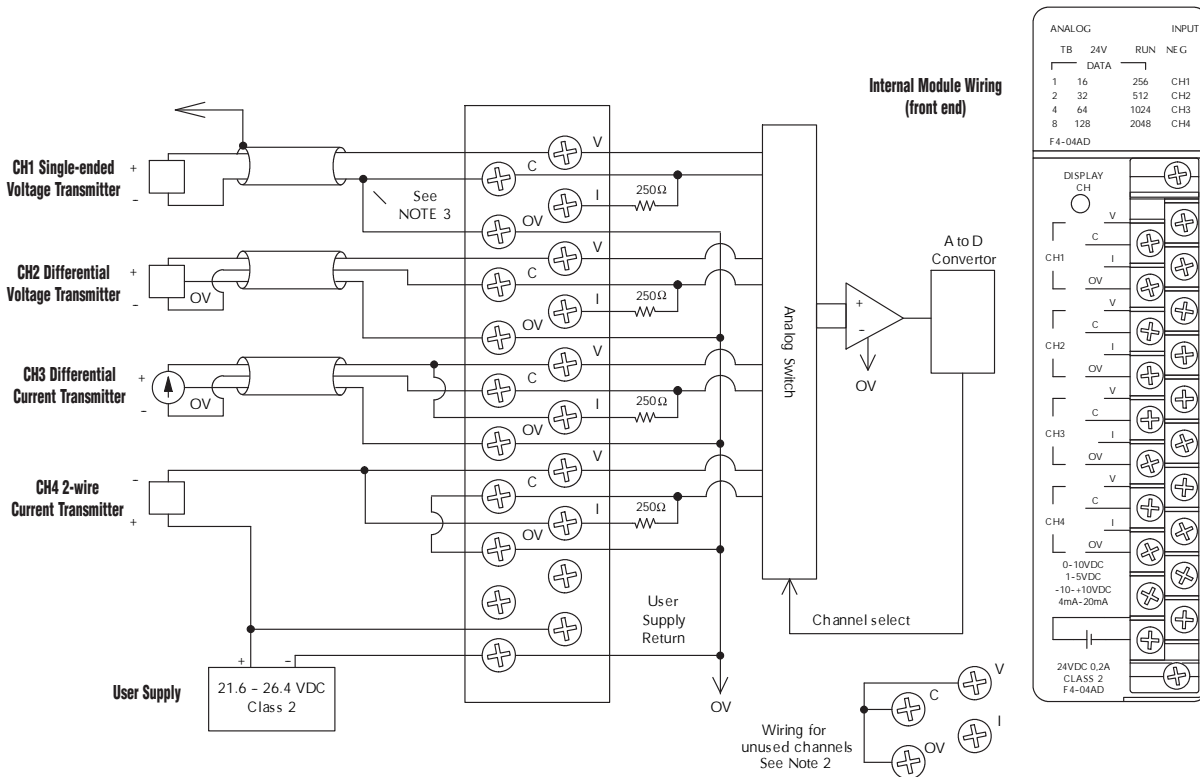 CH1 Single-ended
Voltage Transmitter
+
-
See
NOTE 3
V
C
I
OV
250Ω
CH2 Differential
Voltage Transmitter
+
-
OV
V
C
I
OV
250Ω
CH3 Differential
Current Transmitter
+
-
OV
V
C
I
OV
250Ω
CH4 2-wire
Current Transmitter
-
+
V
C
I
OV
250Ω
User Supply
+ -
21.6 – 26.4 VDC
Class 2
User
Supply
Return
OV
Internal Module Wiring
(front end)
Analog Switch
+
-
OV
A to D
Convertor
Channel select
Wiring for
unused channels
See Note 2
V
C
I
OV
ANALOG INPUT
TB 24V RUN NEG
DATA
1 16 256 CH1
2 32 512 CH2
4 64 1024 CH3
8 128 2048 CH4
F4-04AD
DISPLAY
CH
CH1
V
C
I
OV
CH2
V
C
I
OV
CH3
V
C
I
OV
CH4
V
C
I
OV
0-10VDC
1-5VDC
-10-+10VDC
4mA-20mA
24VDC 0,2A
CLASS 2
F4-04AD